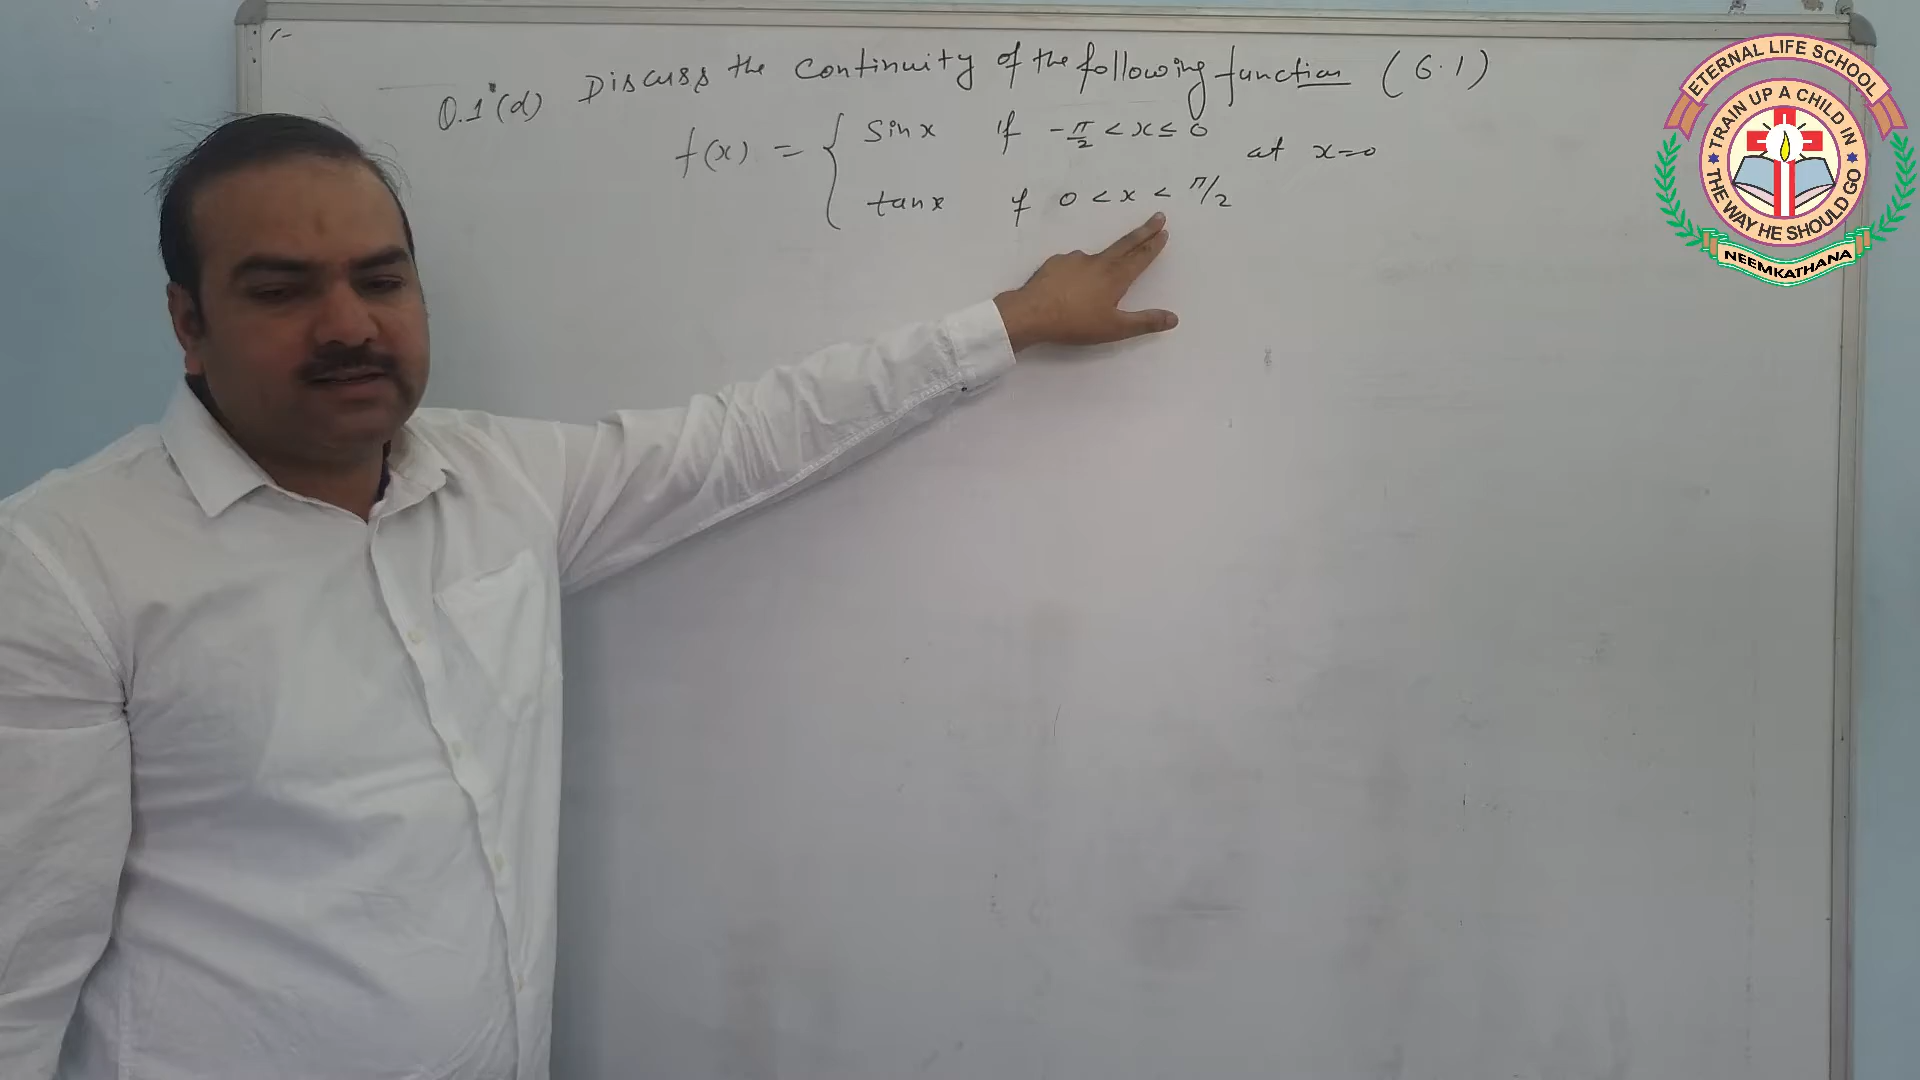 Q.1 (d) Discuss the continuity of the following function (6.1)
f(x) = { sin x if -π/2 < x ≤ 0
tan x if 0 < x < π/2
at x=0
ETERNAL LIFE SCHOOL
TRAIN UP A CHILD IN
THE WAY HE SHOULD GO
NEEMKATHANA